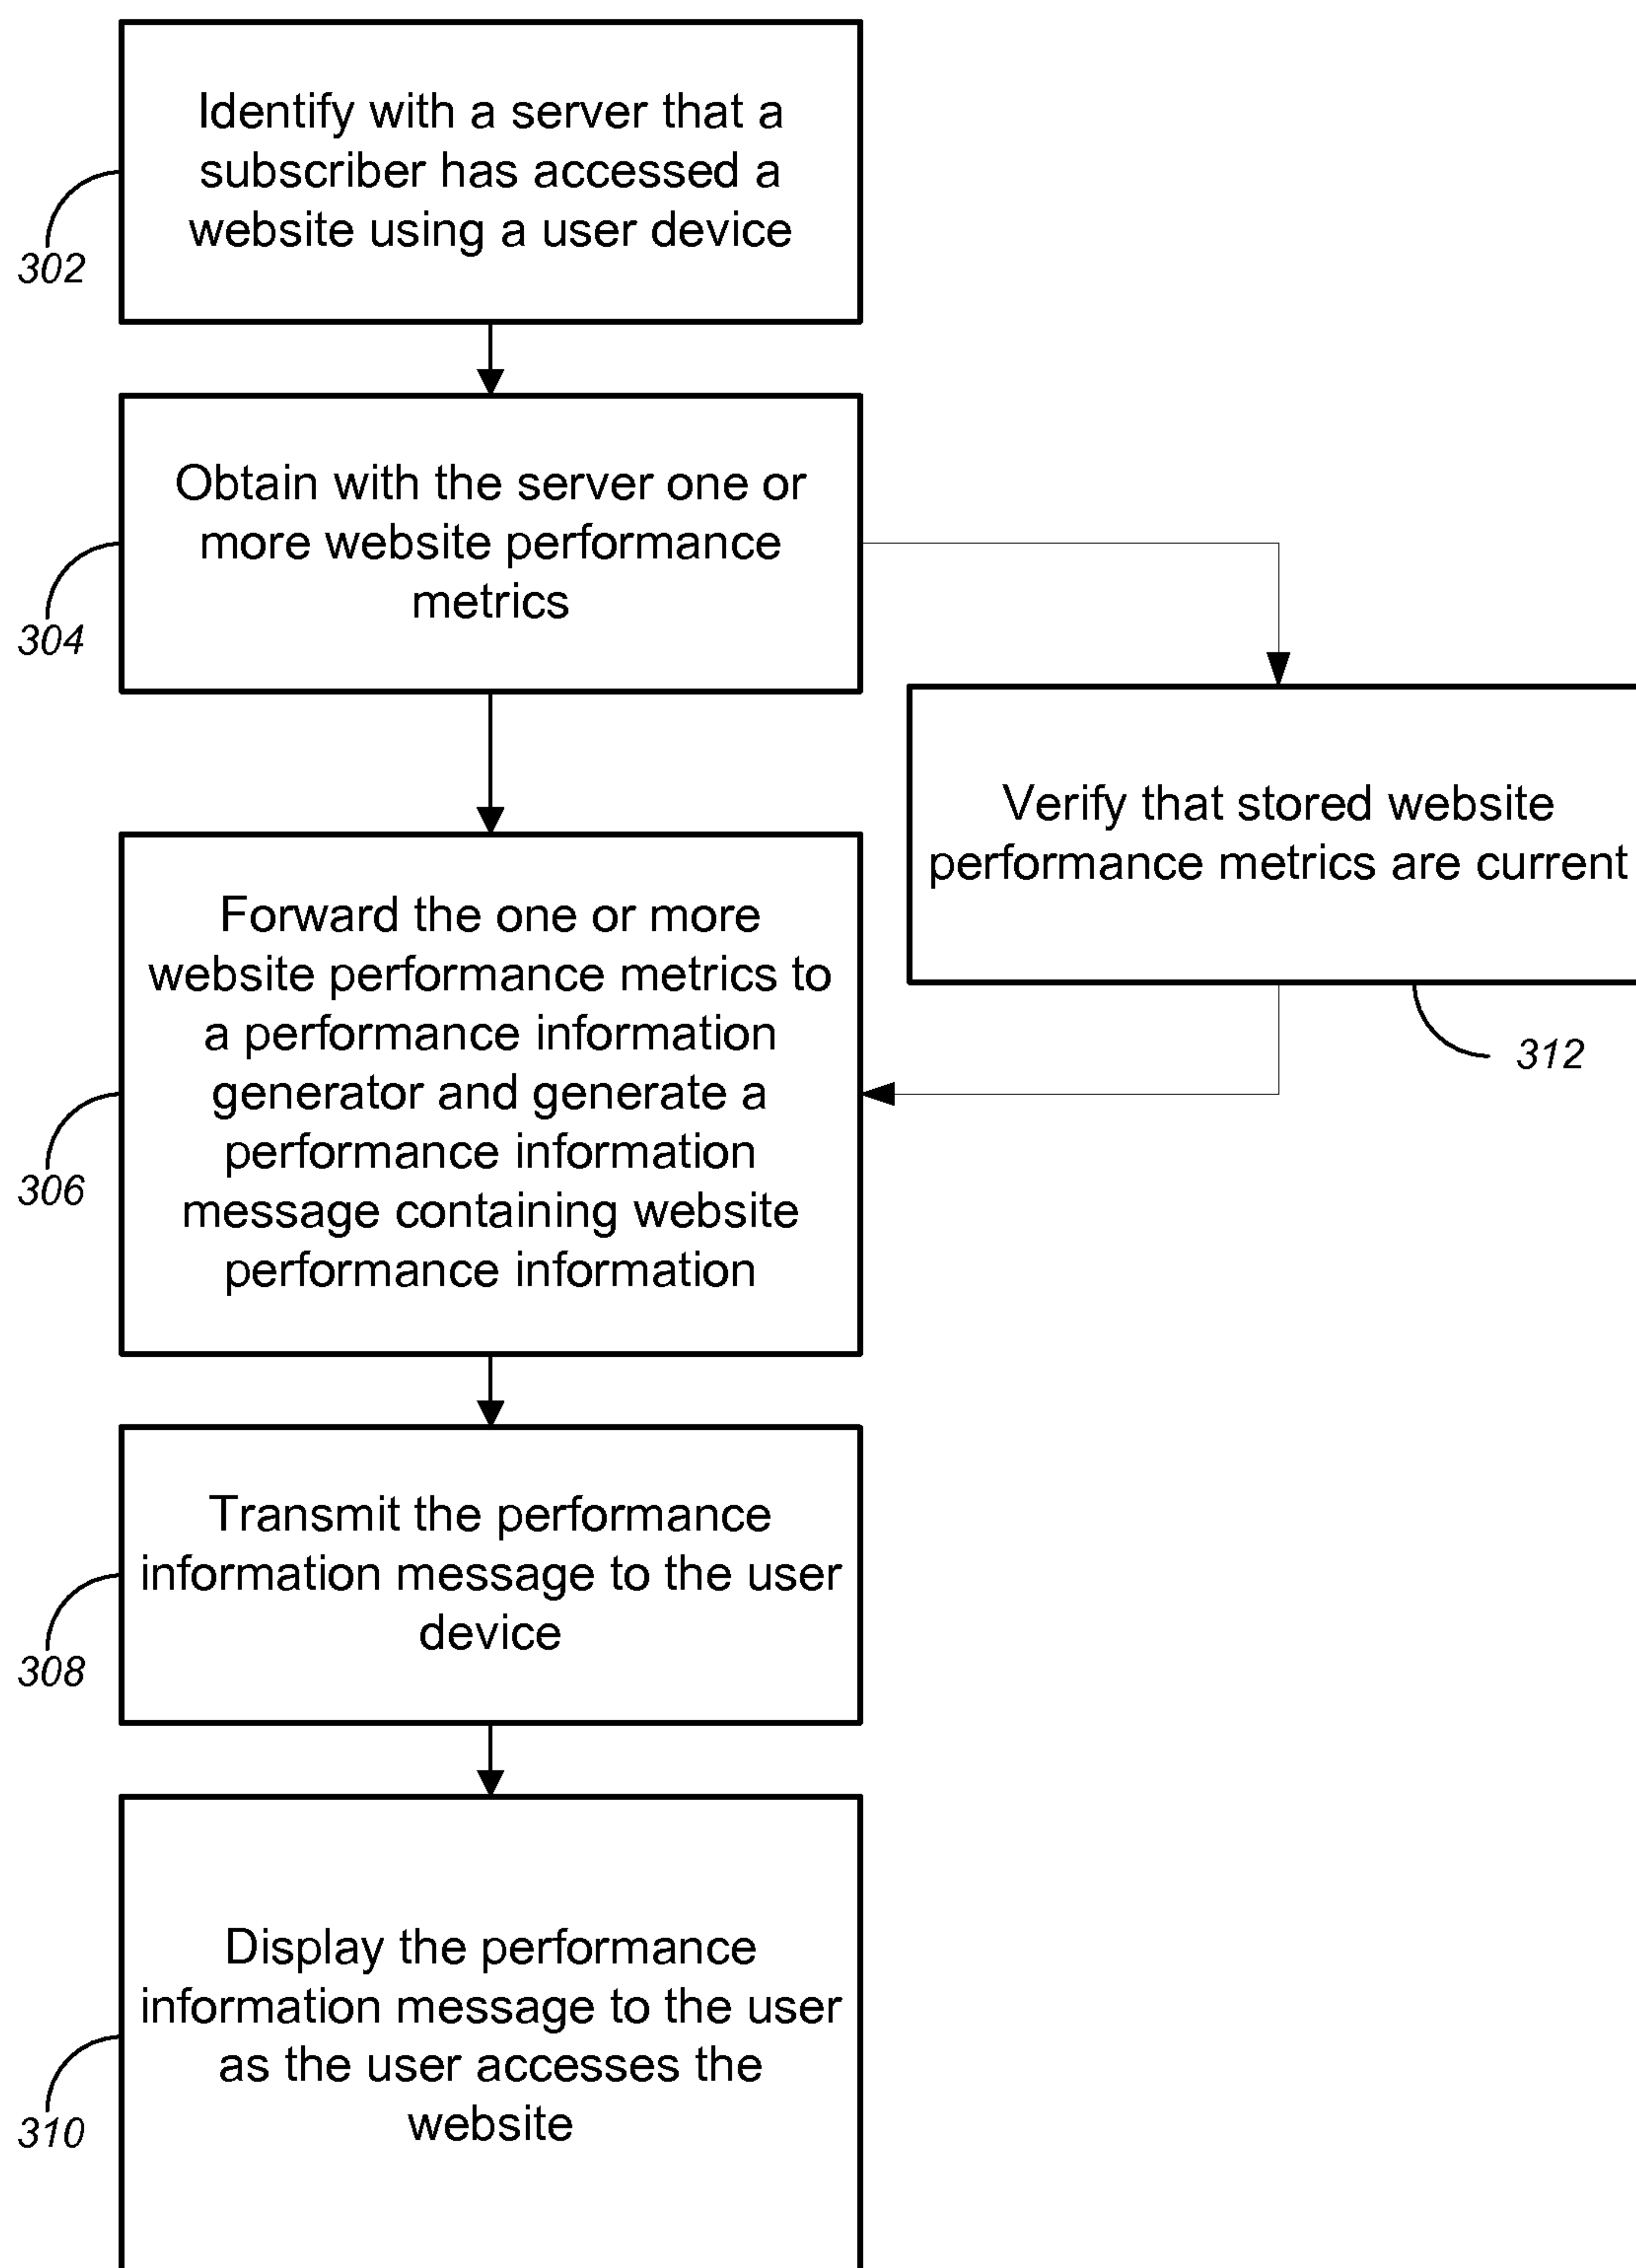 Identify with a server that a
subscriber has accessed a
website using a user device
302
Obtain with the server one or
more website performance
metrics
304
Verify that stored website
performance metrics are current
312
Forward the one or more
website performance metrics to
a performance information
generator and generate a
performance information
message containing website
performance information
306
Transmit the performance
information message to the user
device
308
Display the performance
information message to the user
as the user accesses the
website
310